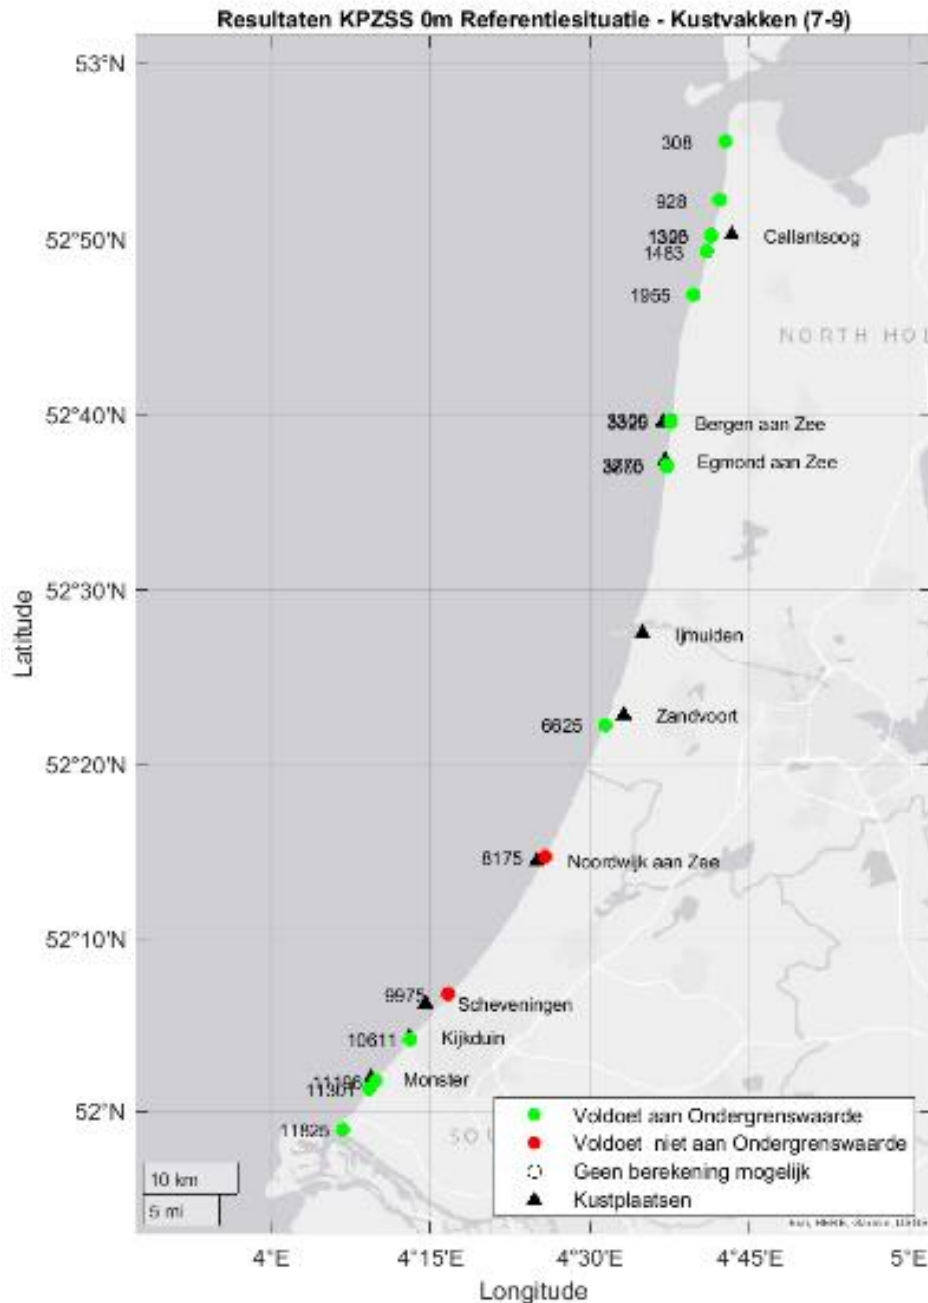 Resultaten KPZSS 0m Referentiesituatie - Kustvakken (7-9)
53°N
308
928
52°50'N
Callantsoog
1483
1955
NORTH HOL
52°40'N
Bergen aan Zee
Egmond aan Zee
52°30'N
Ijmuiden
Zandvoort
6625
52°20'N
8175
Noordwijk aan Zee
52°10'N
9975
Scheveningen
10611
Kijkduin
Monster
11301
52°N
11825
SOU
Voldoet aan Ondergrenswaarde
Voldoet niet aan Ondergrenswaarde
Geen berekening mogelijk
Kustplaatsen
10 km
5 mi
4°E
4°15'E
4°30'E
4°45'E
5°E
Latitude
Longitude